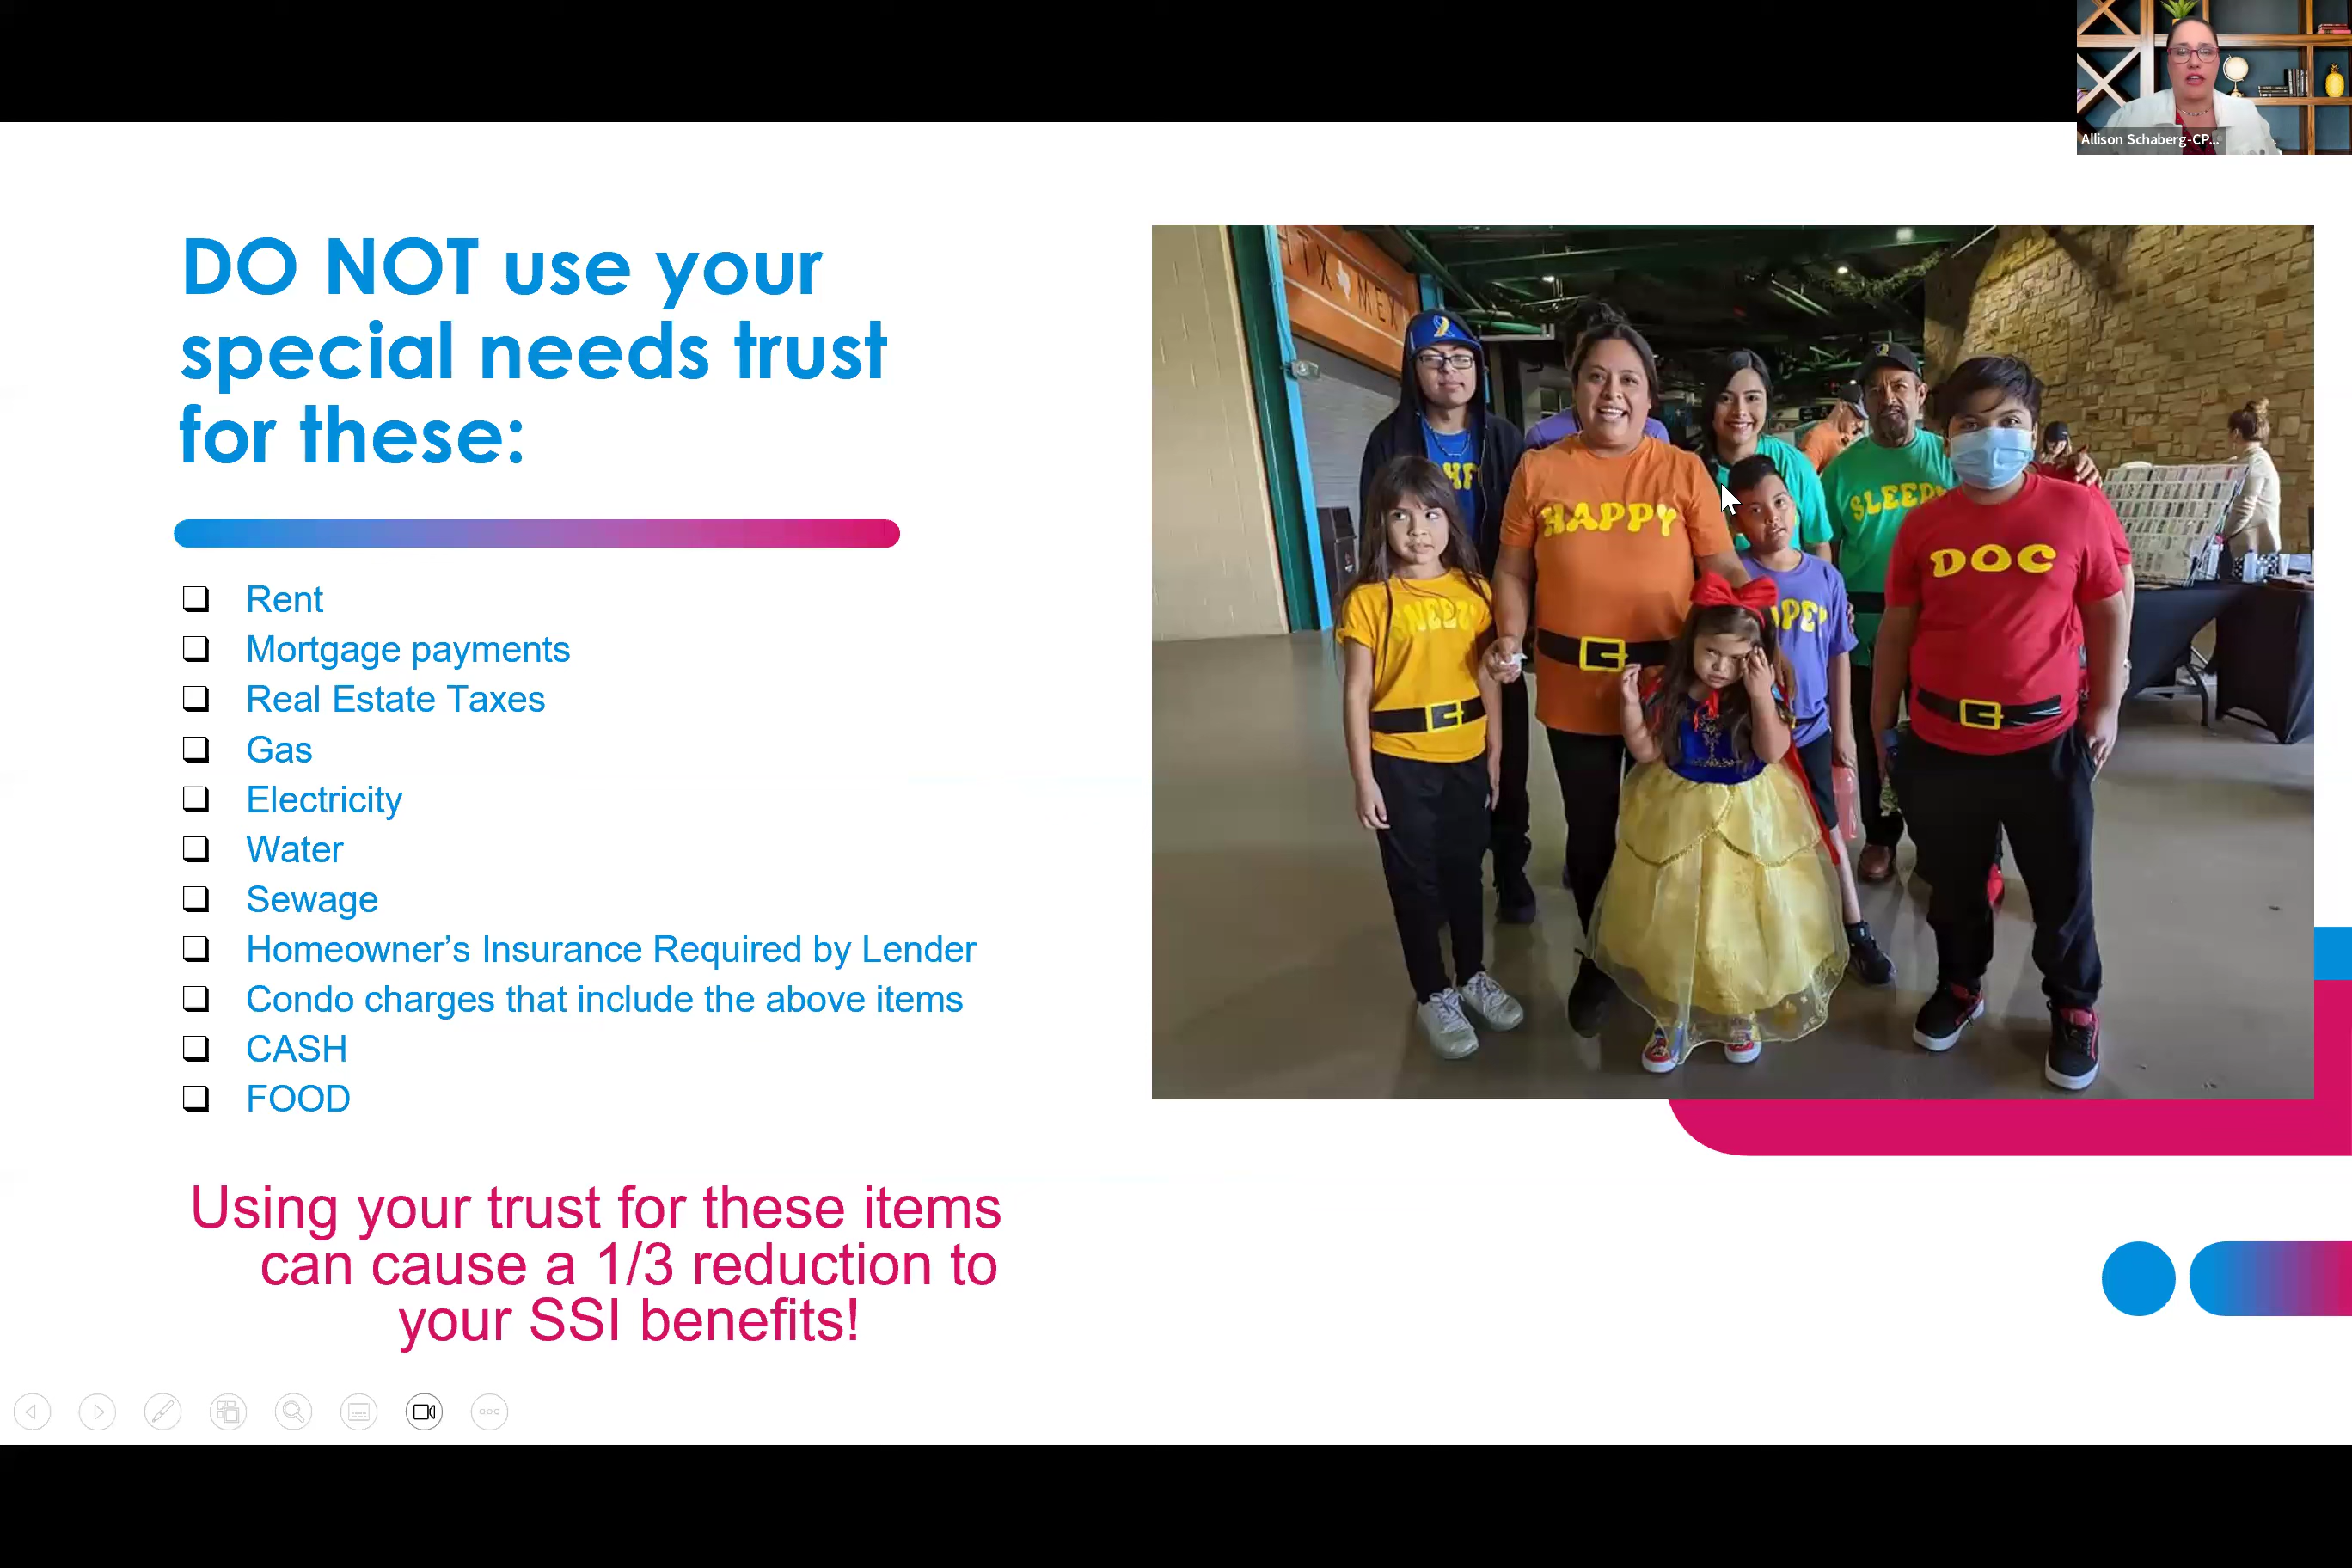 Allison Schaberg-CP...
DO NOT use your
special needs trust
for these:
Rent
Mortgage payments
Real Estate Taxes
Gas
Electricity
Water
Sewage
Homeowner’s Insurance Required by Lender
Condo charges that include the above items
CASH
FOOD
Using your trust for these items
can cause a 1/3 reduction to
your SSI benefits!
HAPPY
SLEEPY
DOC